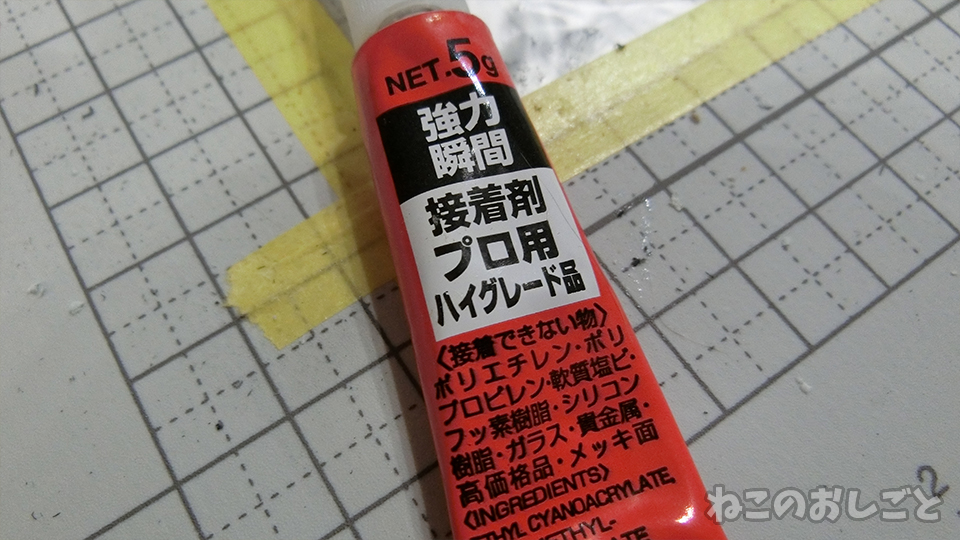 NET.5g
強力
瞬間
接着剤
プロ用
ハイグレード品
〈接着できない物〉
ポリエチレン・ポリ
プロピレン・軟質塩ビ・
フッ素樹脂・シリコン
樹脂・ガラス・貴金属・
高価格品・メッキ面
〈INGREDIENTS〉
ETHYL CYANOACRYLATE,
METHYL-
2
ねこのおしごと